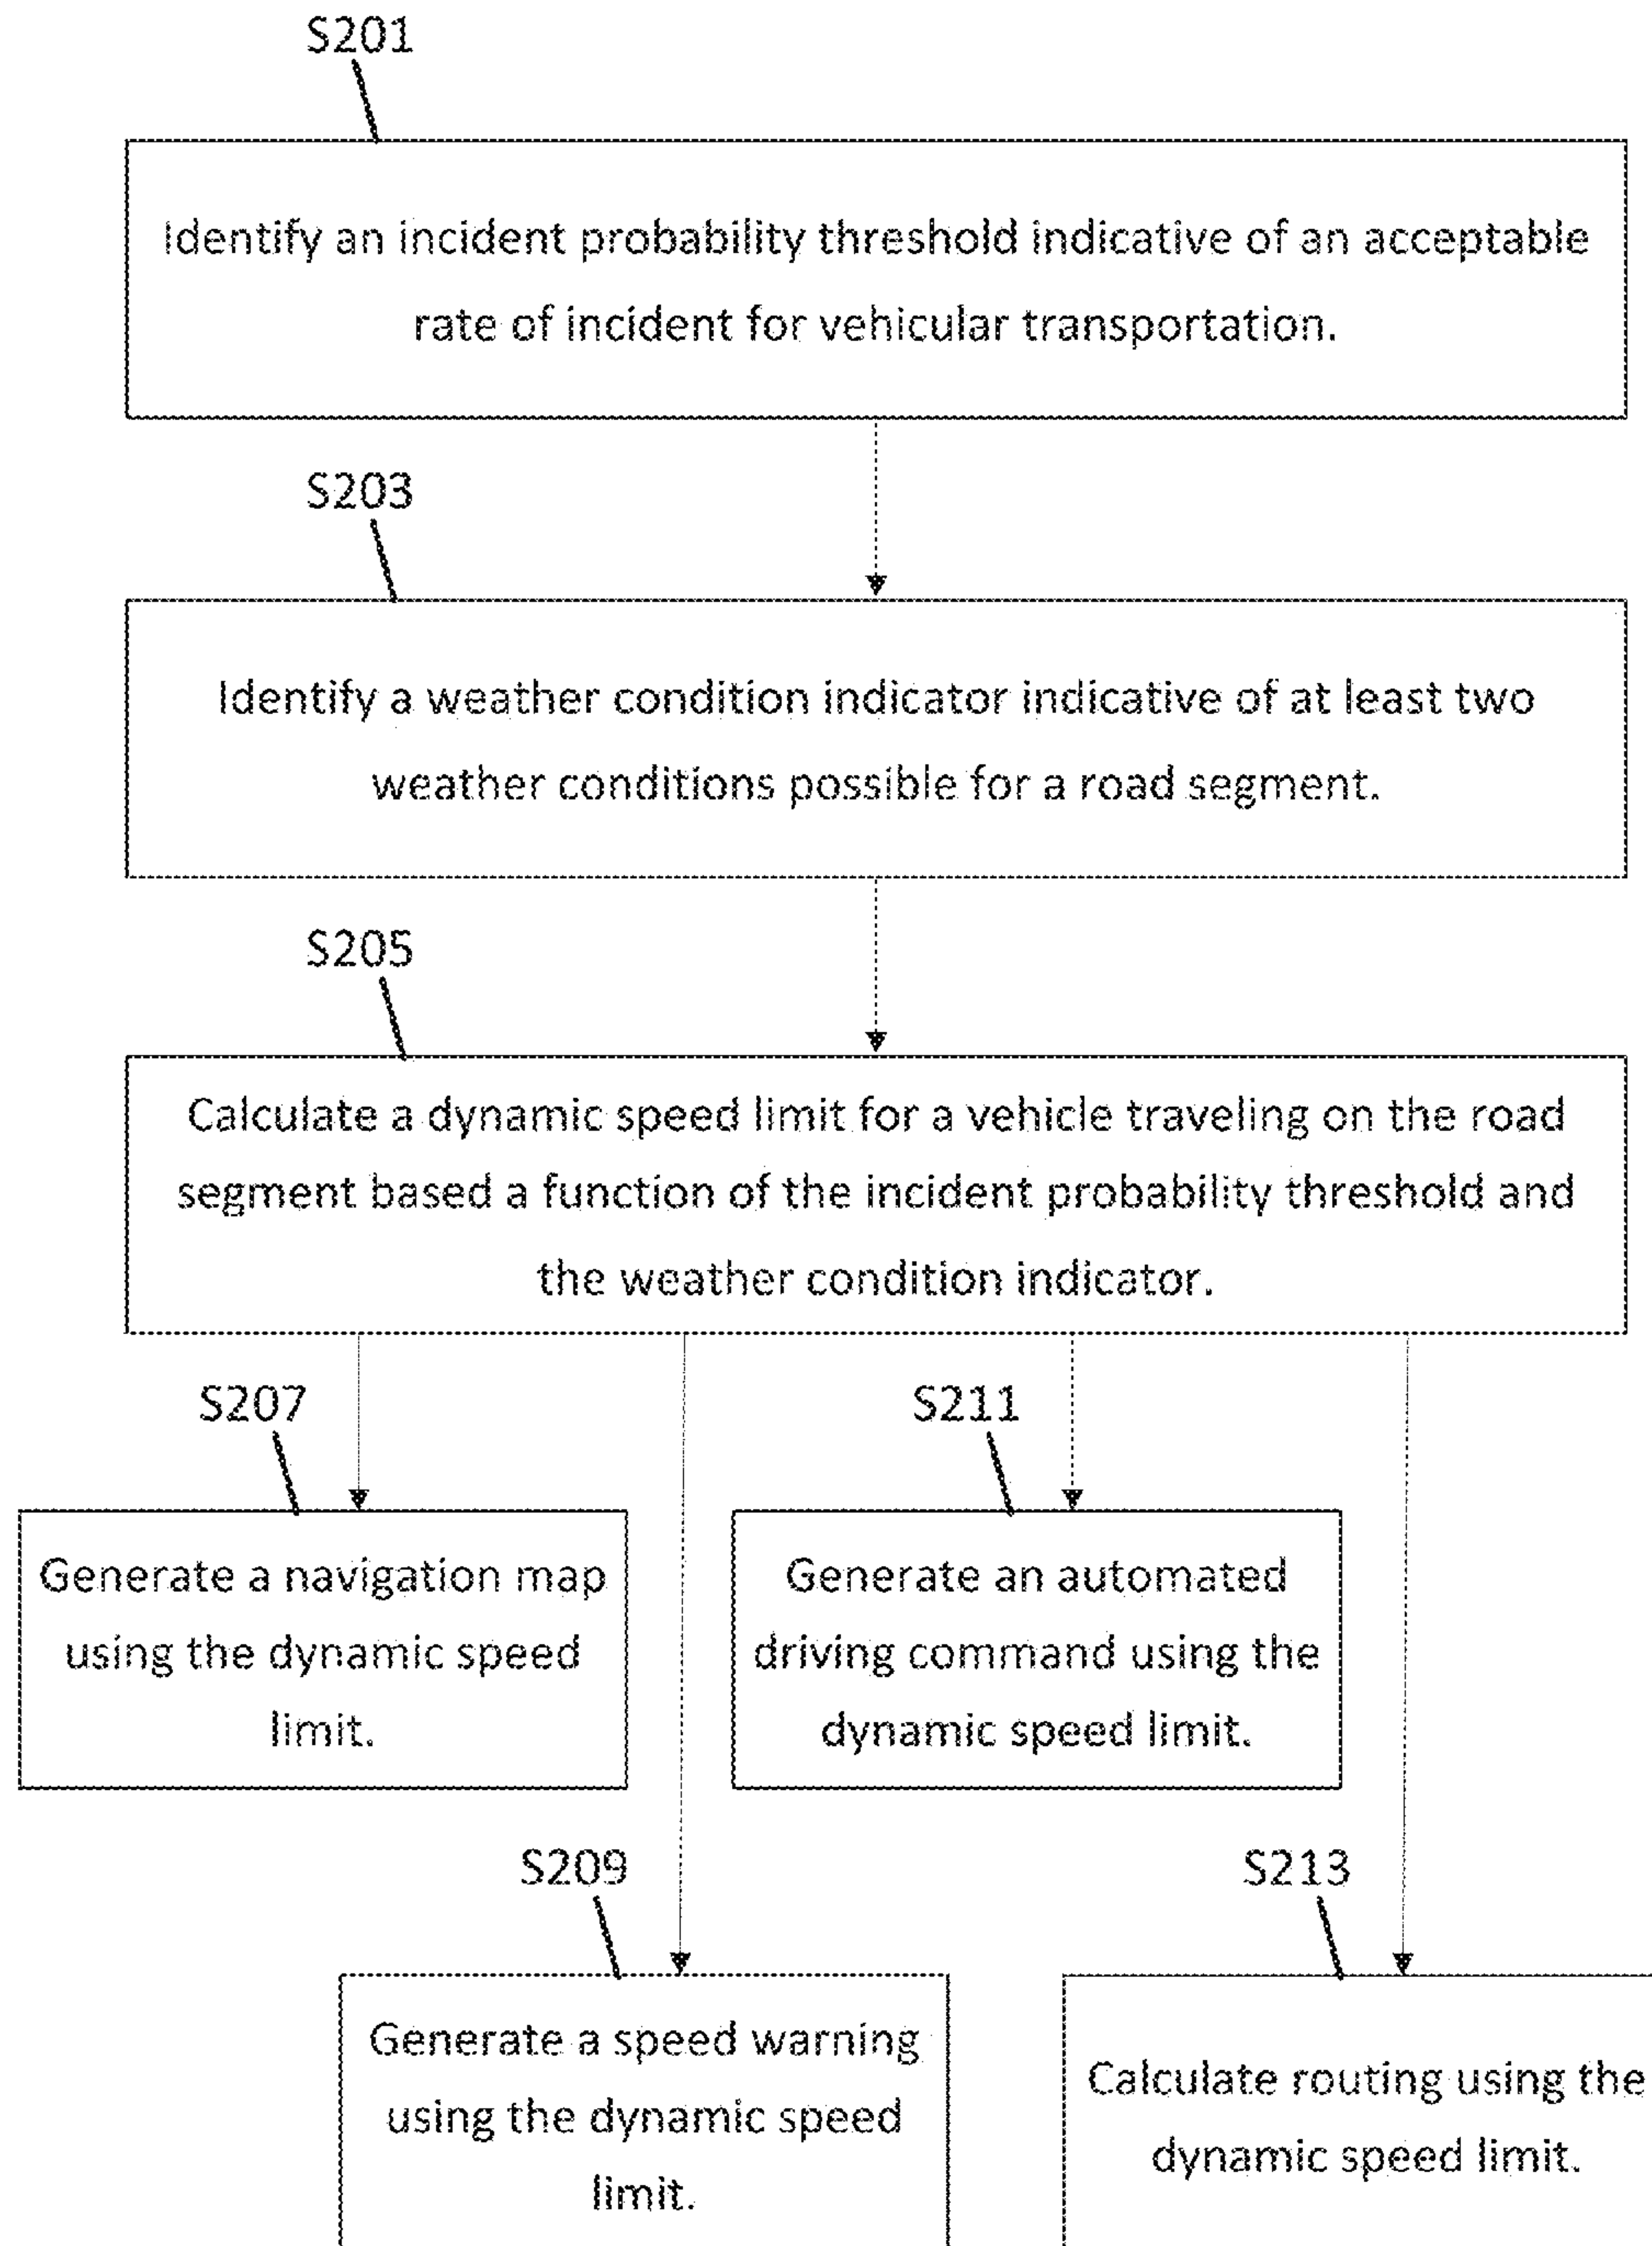 S201
Identify an incident probability threshold indicative of an acceptable
rate of incident for vehicular transportation.
S203
Identify a weather condition indicator indicative of at least two
weather conditions possible for a road segment.
S205
Calculate a dynamic speed limit for a vehicle traveling on the road
segment based a function of the incident probability threshold and
the weather condition indicator.
S207
Generate a navigation map
using the dynamic speed
limit.
S211
Generate an automated
driving command using the
dynamic speed limit.
S209
Generate a speed warning
using the dynamic speed
limit.
S213
Calculate routing using the
dynamic speed limit.